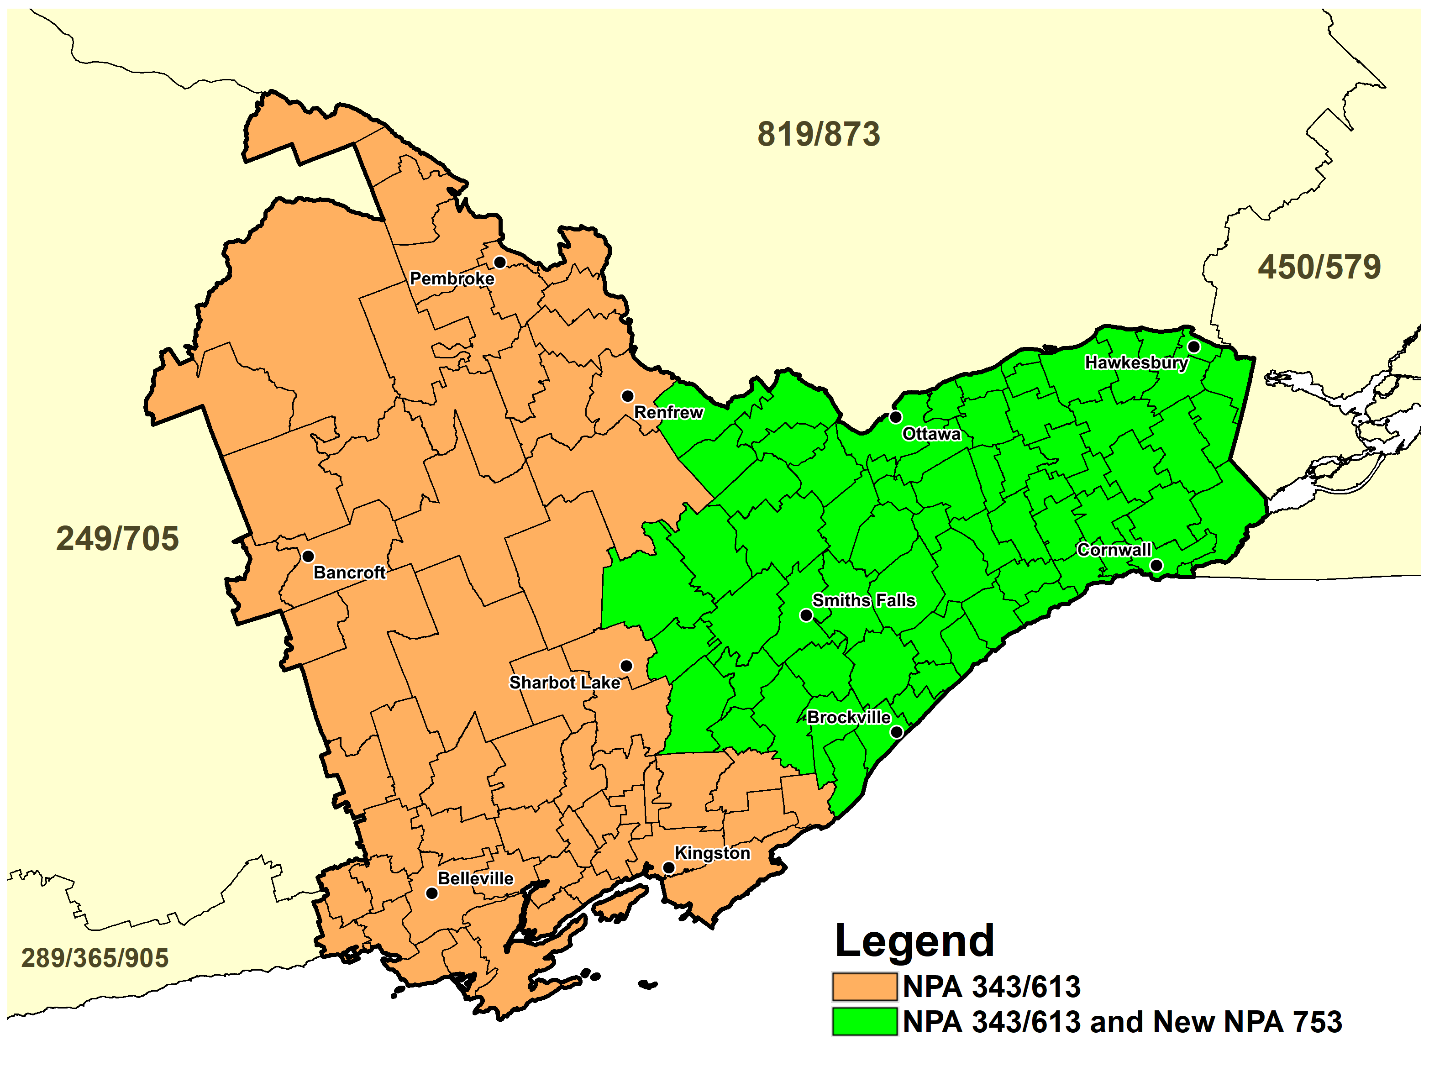 819/873
450/579
Pembroke
Hawkesbury
Renfrew
Ottawa
249/705
Cornwall
Bancroft
Smiths Falls
Sharbot Lake
Brockville
Kingston
Belleville
289/365/905
Legend
NPA 343/613
NPA 343/613 and New NPA 753